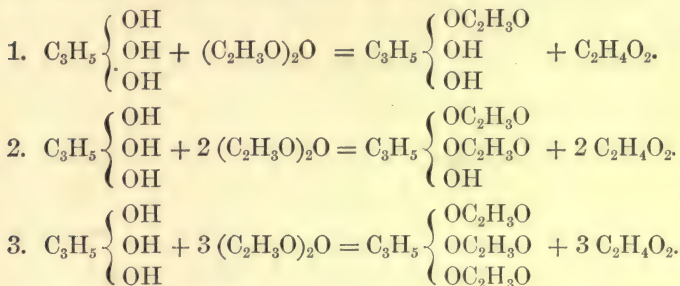 1. C₃H₅ { OH OH OH + (C₂H₃O)₂O = C₃H₅ { OC₂H₃O OH OH + C₂H₄O₂.
2. C₃H₅ { OH OH OH + 2 (C₂H₃O)₂O = C₃H₅ { OC₂H₃O OC₂H₃O OH + 2 C₂H₄O₂.
3. C₃H₅ { OH OH OH + 3 (C₂H₃O)₂O = C₃H₅ { OC₂H₃O OC₂H₃O OC₂H₃O + 3 C₂H₄O₂.